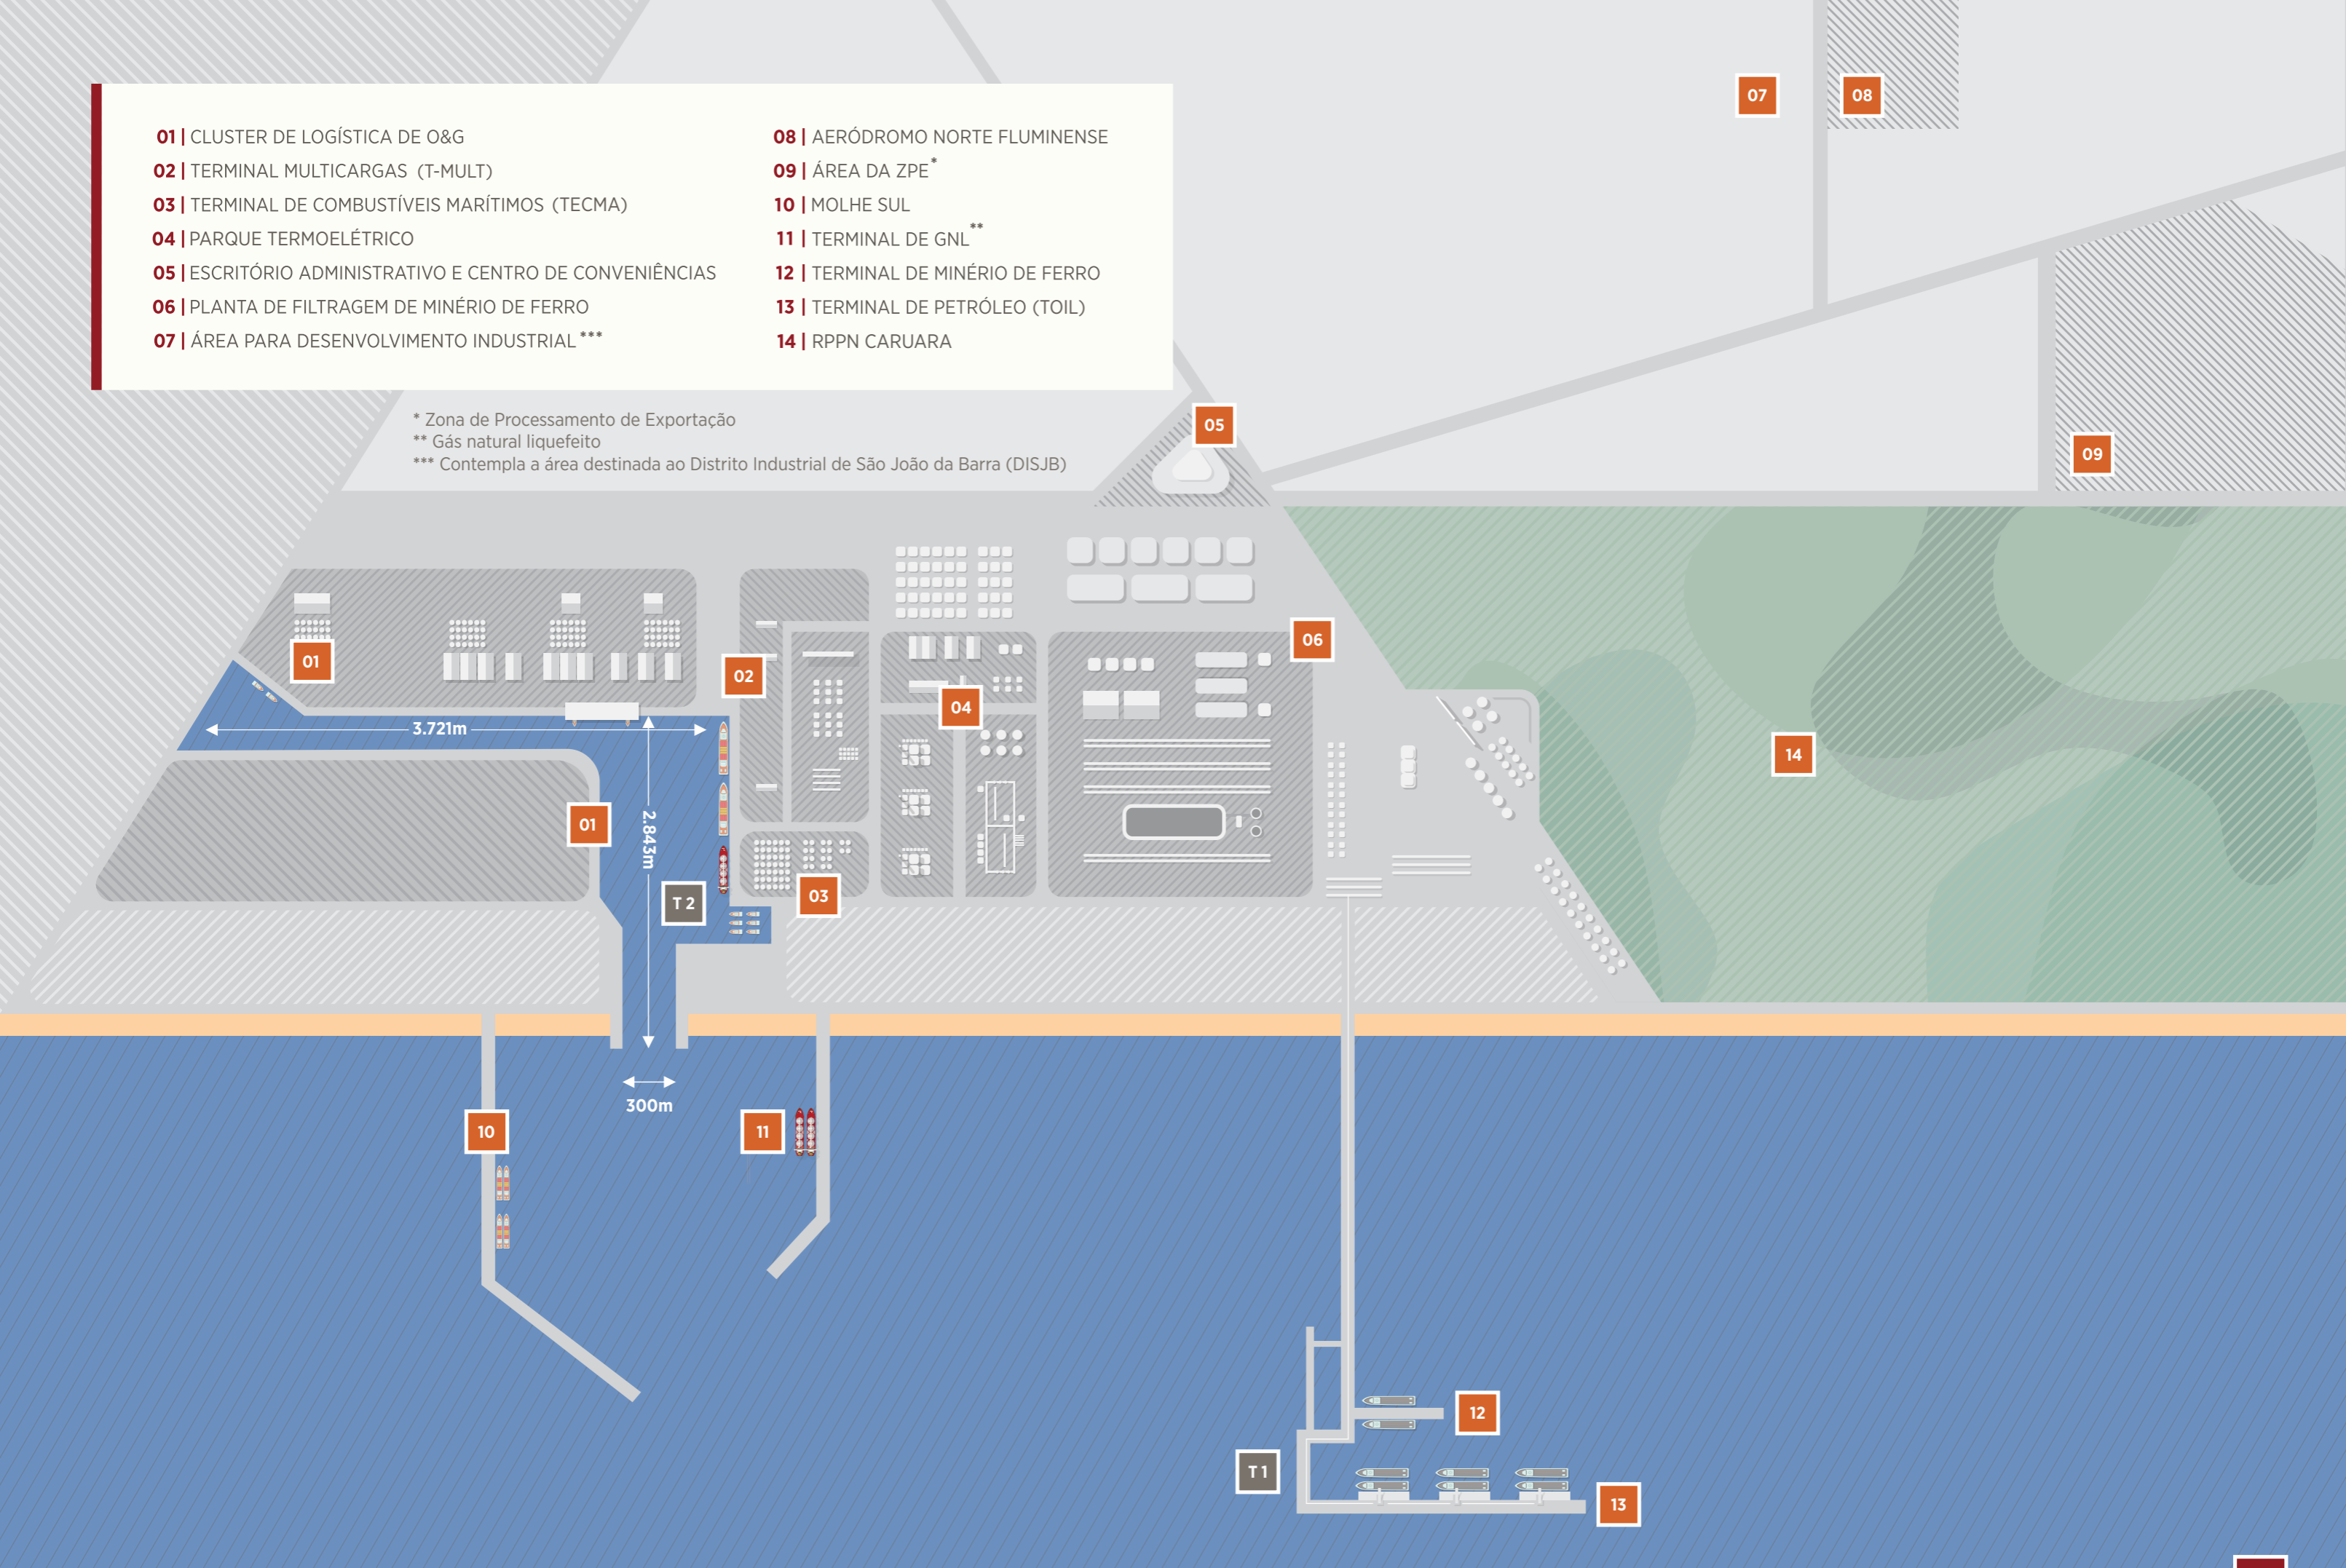 01 | CLUSTER DE LOGÍSTICA DE O&G
02 | TERMINAL MULTICARGAS (T-MULT)
03 | TERMINAL DE COMBUSTÍVEIS MARÍTIMOS (TECMA)
04 | PARQUE TERMOELÉTRICO
05 | ESCRITÓRIO ADMINISTRATIVO E CENTRO DE CONVENIÊNCIAS
06 | PLANTA DE FILTRAGEM DE MINÉRIO DE FERRO
07 | ÁREA PARA DESENVOLVIMENTO INDUSTRIAL***
08 | AERÓDROMO NORTE FLUMINENSE
09 | ÁREA DA ZPE*
10 | MOLHE SUL
11 | TERMINAL DE GNL**
12 | TERMINAL DE MINÉRIO DE FERRO
13 | TERMINAL DE PETRÓLEO (TOIL)
14 | RPPN CARUARA
* Zona de Processamento de Exportação
** Gás natural liquefeito
*** Contempla a área destinada ao Distrito Industrial de São João da Barra (DISJB)
07
08
05
09
06
01
02
04
3.721m
14
01
2.843m
03
T 2
300m
10
11
12
T 1
13